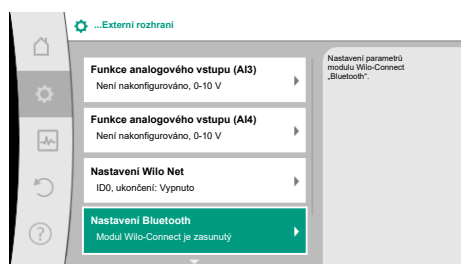 ...Externí rozhraní
Funkce analogového vstupu (AI3)
Není nakonfigurováno, 0-10 V
Funkce analogového vstupu (AI4)
Není nakonfigurováno, 0-10 V
Nastavení Wilo Net
ID0, ukončení: Vypnuto
Nastavení Bluetooth
Modul Wilo-Connect je zasunutý
Nastavení parametrů
modulu Wilo-Connect
„Bluetooth“.